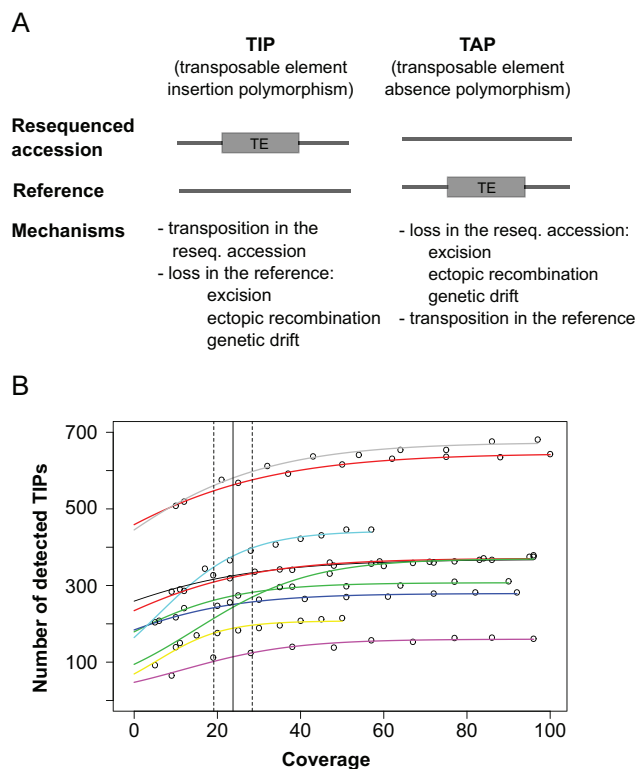 A
TIP
(transposable element
insertion polymorphism)
TAP
(transposable element
absence polymorphism)
Resequenced
accession
TE
Reference
TE
Mechanisms
- transposition in the
reseq. accession
- loss in the reference:
excision
ectopic recombination
genetic drift
- loss in the reseq. accession:
excision
ectopic recombination
genetic drift
- transposition in the reference
B
Number of detected TIPs
700
500
300
100
0 20 40 60 80 100
Coverage